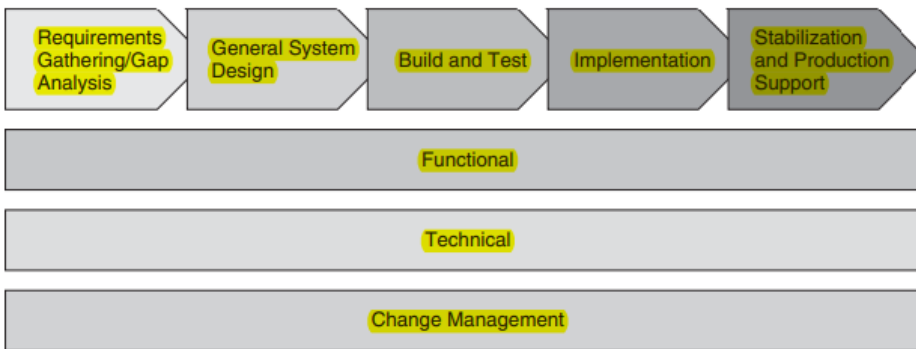 Requirements
Gathering/Gap
Analysis
General System
Design
Build and Test
Implementation
Stabilization
and Production
Support
Functional
Technical
Change Management